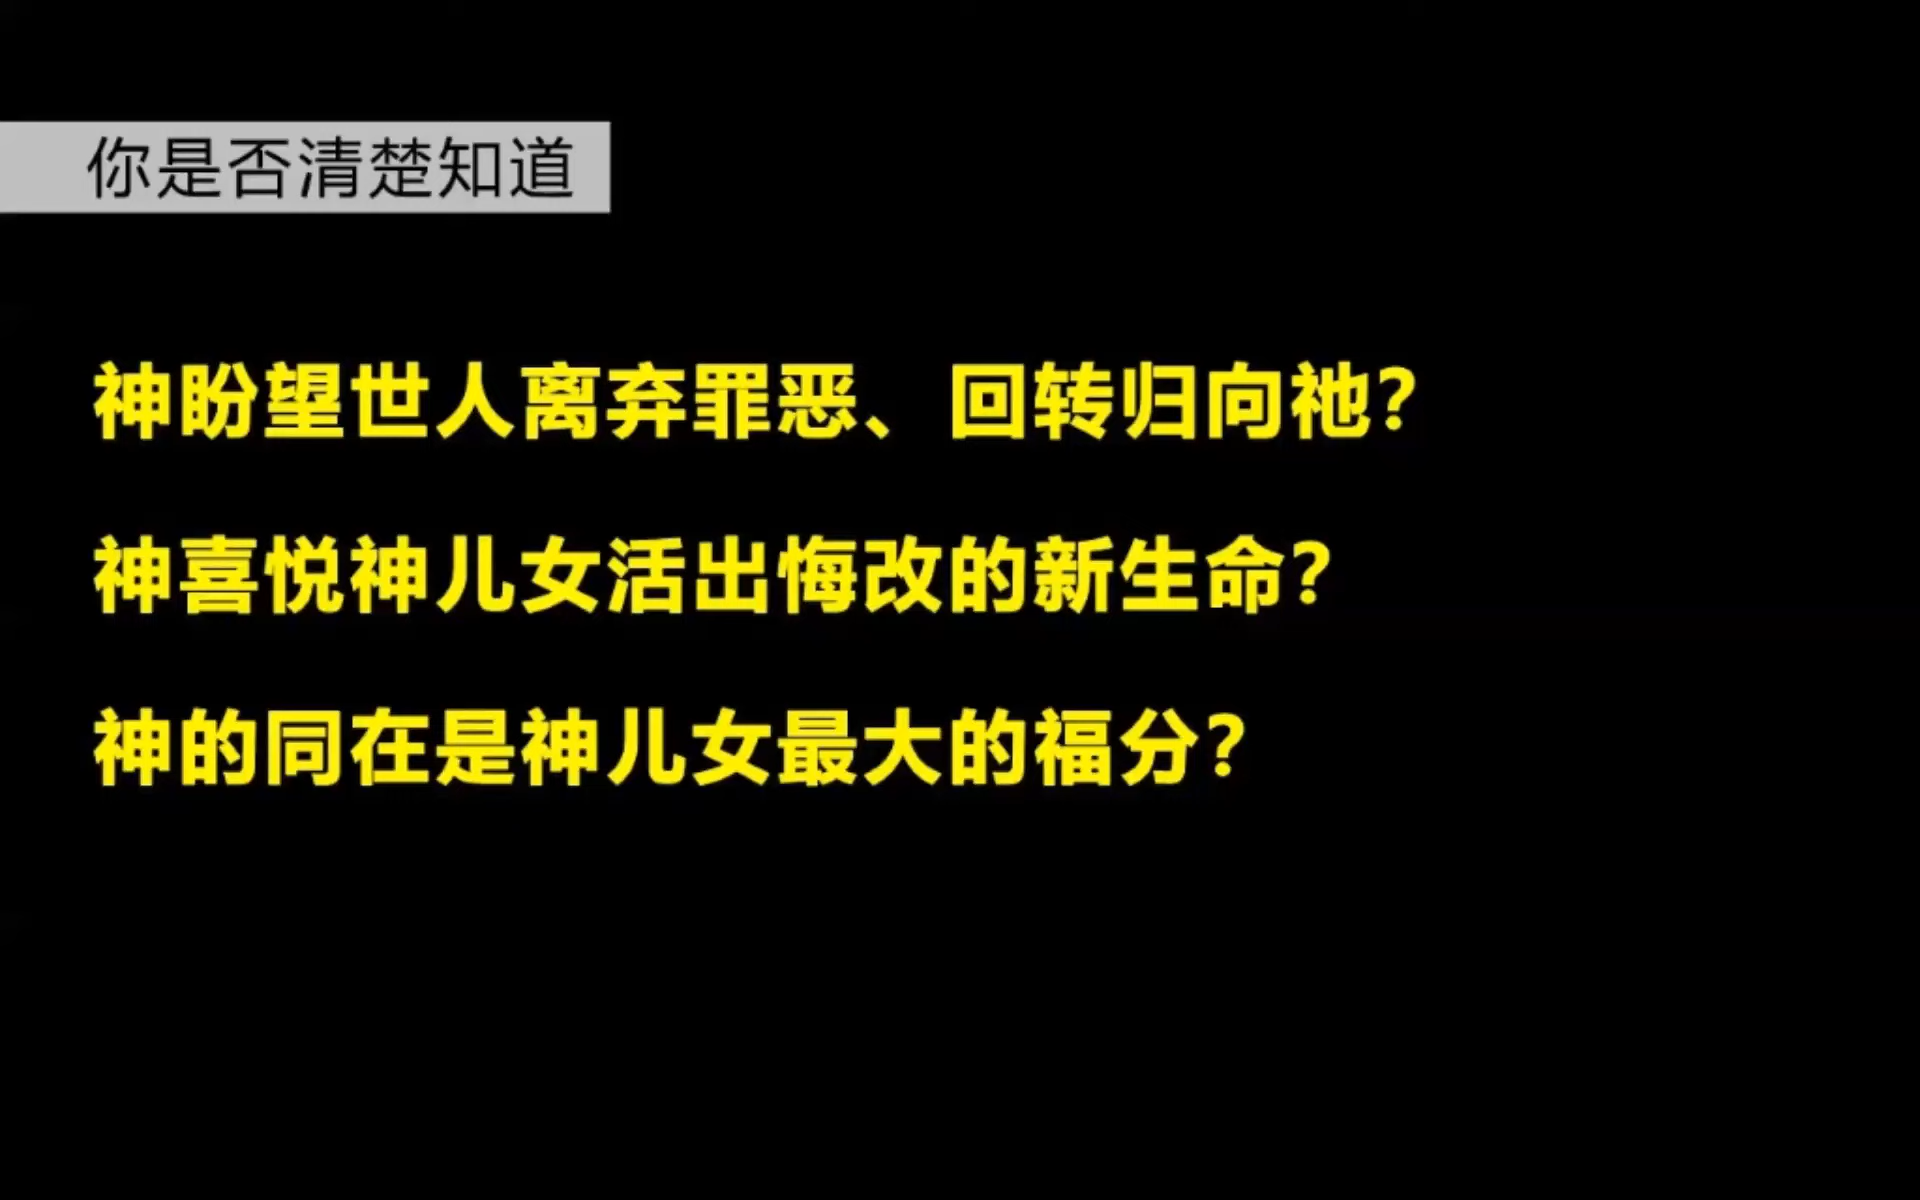 你是否清楚知道
神盼望世人离弃罪恶、回转归向祂?
神喜悦神儿女活出悔改的新生命?
神的同在是神儿女最大的福分?